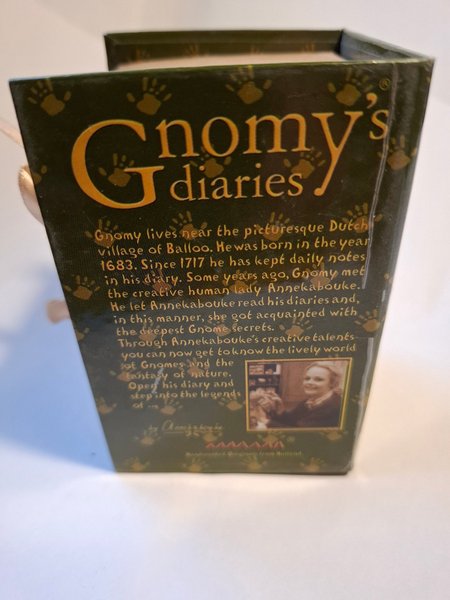 Gnomy's®
diaries
Gnomy lives near the picturesque Dutch
village of Balloo. He was born in the year
1683. Since 1717 he has kept daily notes
in his diary. Some years ago, Gnomy met
the creative human lady Annekabouke.
He let Annekabouke read his diaries and,
in this manner, she got acquainted with
the deepest Gnome secrets.
Through Annekabouke's creative talents
you can now get to know the lively world
of Gnomes and the
fantasy of nature.
Open his diary and
step into the legends
of ...
by
from Holland